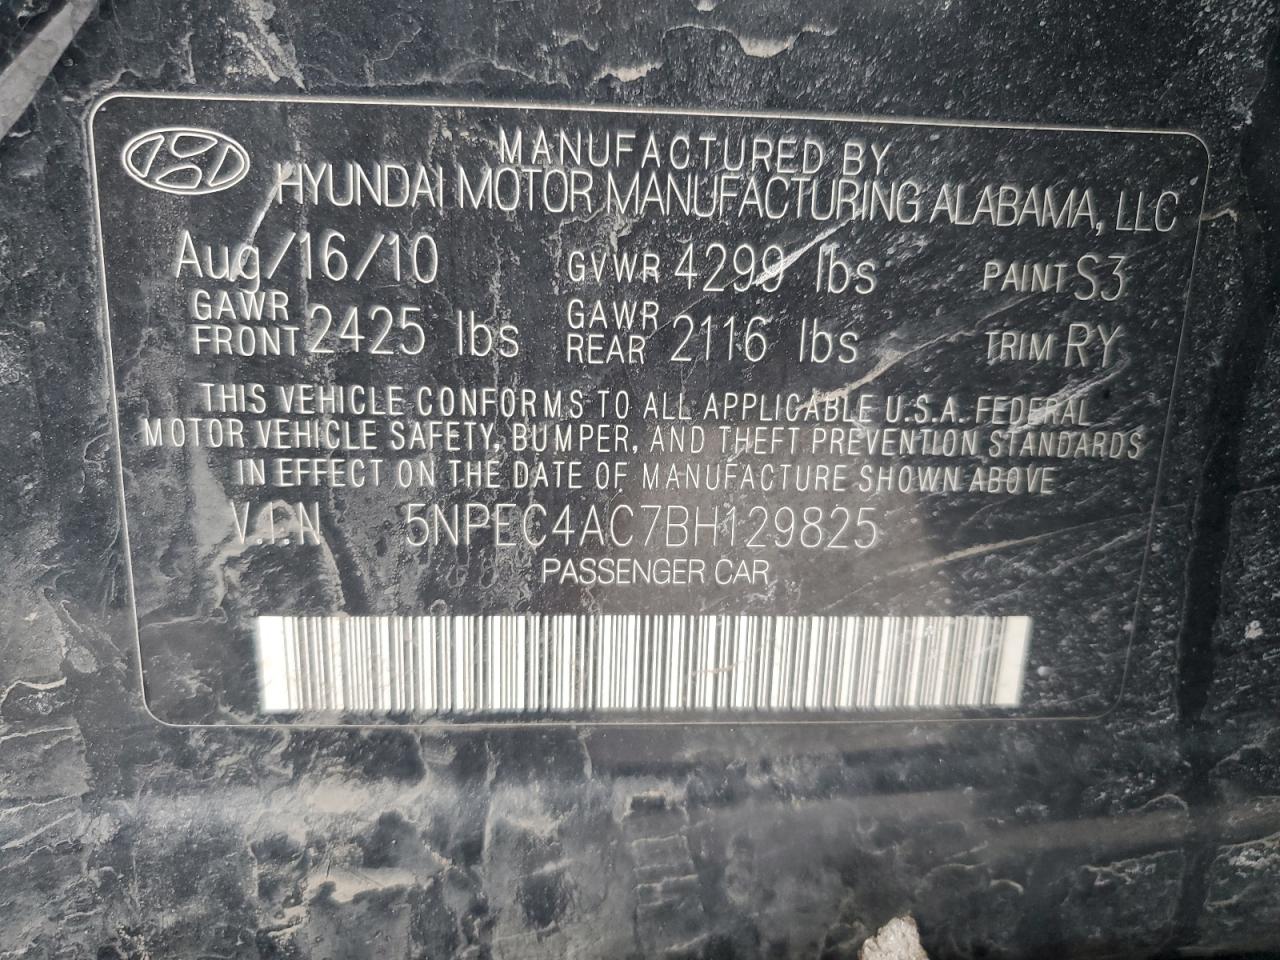 MANUFACTURED BY
HYUNDAI MOTOR MANUFACTURING ALABAMA, LLC
Aug/16/10 GVWR 4299 lbs PAINT S3
GAWR FRONT 2425 lbs GAWR REAR 2116 lbs TRIM RY
THIS VEHICLE CONFORMS TO ALL APPLICABLE U.S.A. FEDERAL
MOTOR VEHICLE SAFETY, BUMPER, AND THEFT PREVENTION STANDARDS
IN EFFECT ON THE DATE OF MANUFACTURE SHOWN ABOVE
V.I.N 5NPEC4AC7BH129825
PASSENGER CAR